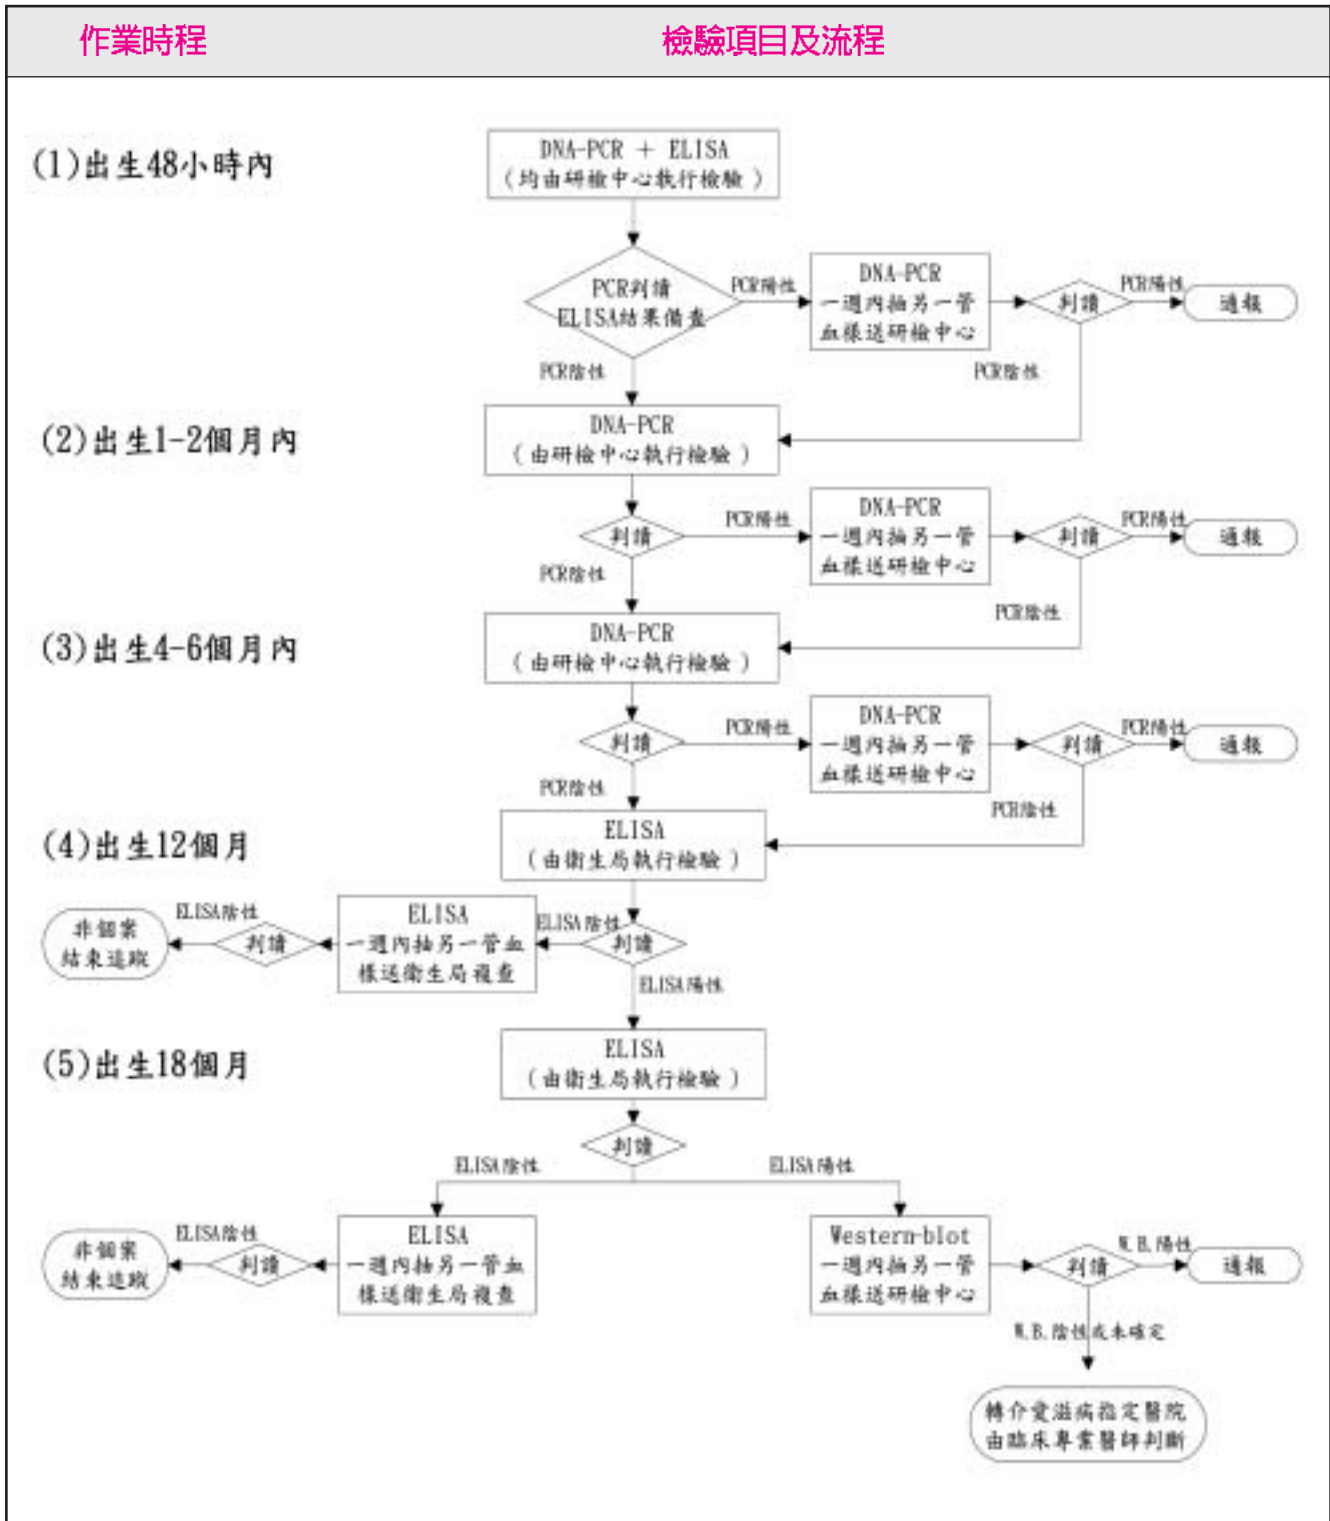 作業時程
檢驗項目及流程
(1)出生48小時內
DNA-PCR + ELISA
(均由研檢中心執行檢驗)
PCR判讀
ELISA結果備查
PCR陽性
DNA-PCR
一週內抽另一管
血樣送研檢中心
判讀
PCR陽性
通報
PCR陰性
PCR陰性
(2)出生1-2個月內
DNA-PCR
(由研檢中心執行檢驗)
判讀
PCR陽性
DNA-PCR
一週內抽另一管
血樣送研檢中心
判讀
PCR陽性
通報
PCR陰性
PCR陰性
(3)出生4-6個月內
DNA-PCR
(由研檢中心執行檢驗)
判讀
PCR陽性
DNA-PCR
一週內抽另一管
血樣送研檢中心
判讀
PCR陽性
通報
PCR陰性
PCR陰性
(4)出生12個月
ELISA
(由衛生局執行檢驗)
判讀
ELISA陰性
ELISA
一週內抽另一管血
樣送衛生局複查
判讀
ELISA陰性
非個案
結束追蹤
ELISA陽性
(5)出生18個月
ELISA
(由衛生局執行檢驗)
判讀
ELISA陰性
ELISA陽性
ELISA
一週內抽另一管血
樣送衛生局複查
判讀
ELISA陰性
非個案
結束追蹤
Western-blot
一週內抽另一管
血樣送研檢中心
判讀
W.B.陽性
通報
W.B.陰性或未確定
轉介愛滋病指定醫院
由臨床專業醫師判斷